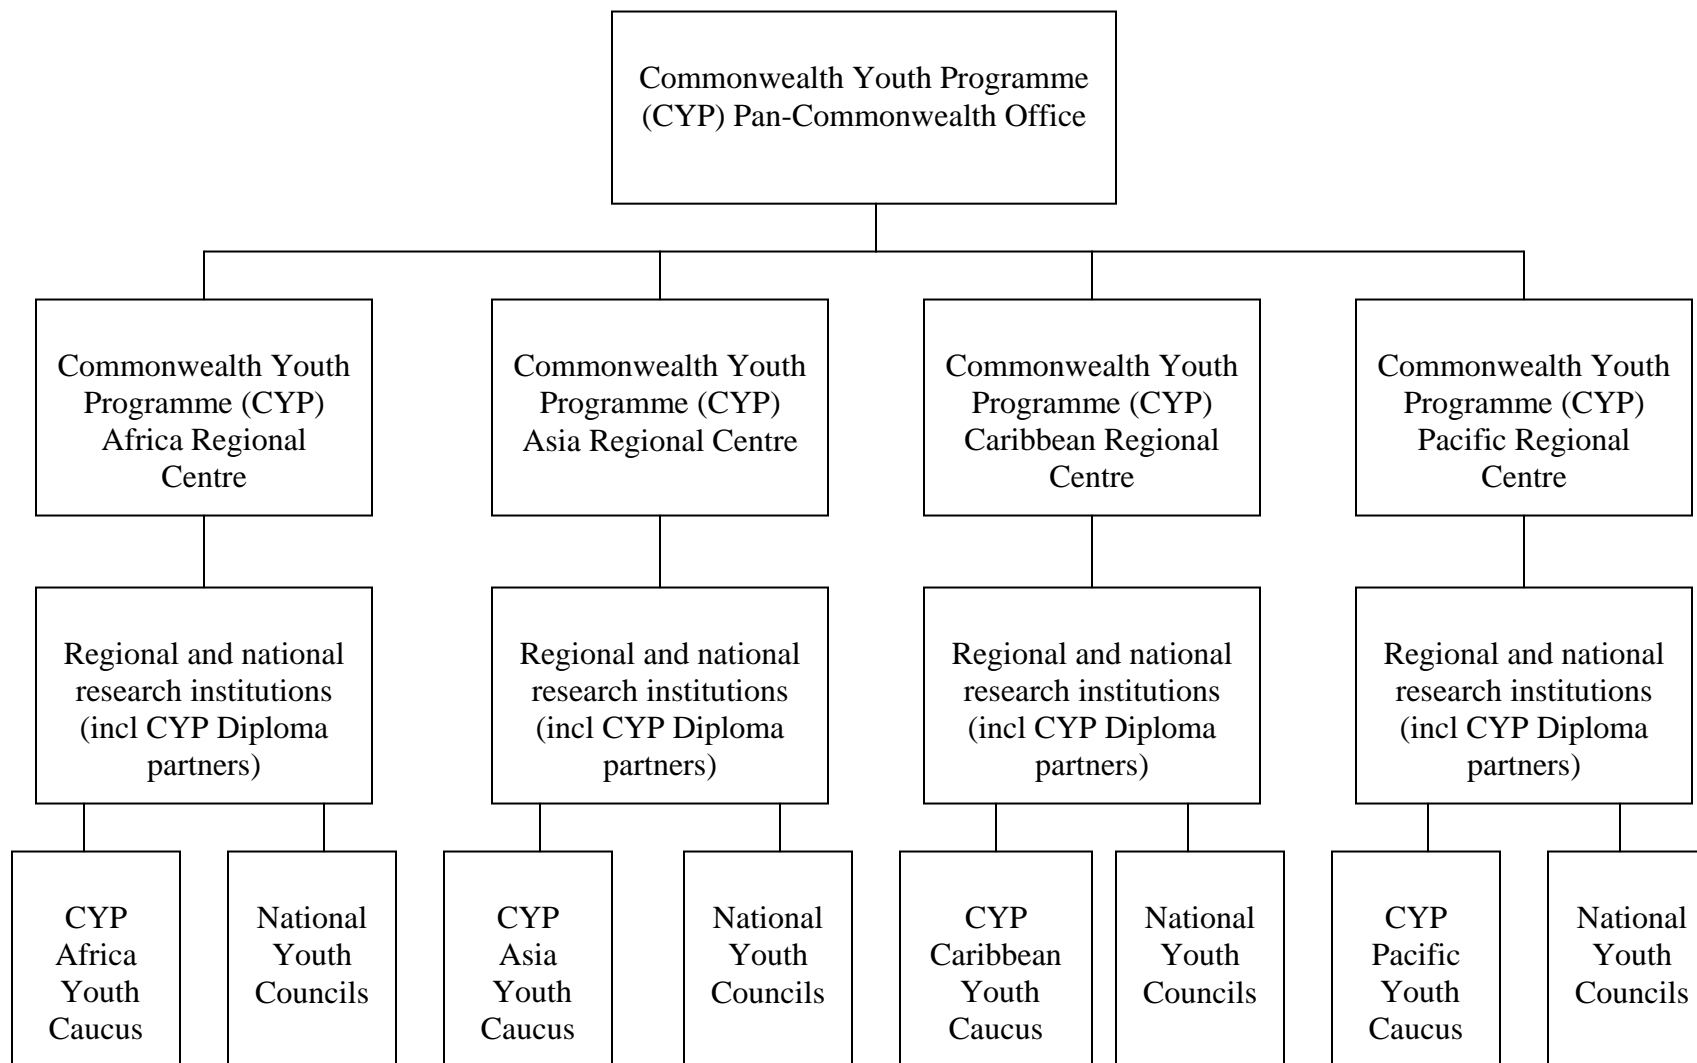 Commonwealth Youth Programme
(CYP) Pan-Commonwealth Office
Commonwealth Youth
Programme (CYP)
Africa Regional
Centre
Commonwealth Youth
Programme (CYP)
Asia Regional Centre
Commonwealth Youth
Programme (CYP)
Caribbean Regional
Centre
Commonwealth Youth
Programme (CYP)
Pacific Regional
Centre
Regional and national
research institutions
(incl CYP Diploma
partners)
Regional and national
research institutions
(incl CYP Diploma
partners)
Regional and national
research institutions
(incl CYP Diploma
partners)
Regional and national
research institutions
(incl CYP Diploma
partners)
CYP
Africa
Youth
Caucus
National
Youth
Councils
CYP
Asia
Youth
Caucus
National
Youth
Councils
CYP
Caribbean
Youth
Caucus
National
Youth
Councils
CYP
Pacific
Youth
Caucus
National
Youth
Councils